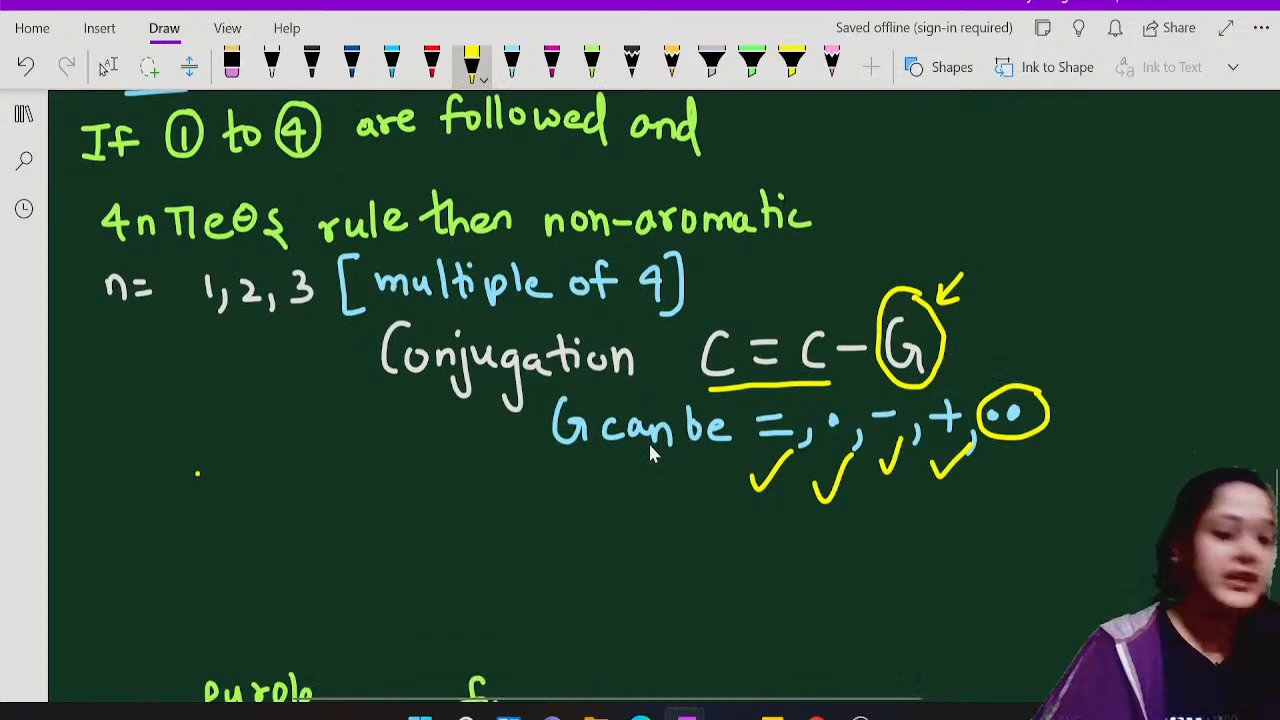 Home Insert Draw View Help Saved offline (sign-in required) Share
Shapes Ink to Shape Ink to Text
If ① to ④ are followed and
4n πeθs rule then non-aromatic
n= 1, 2, 3 [multiple of 4]
Conjugation C = C - G
G can be =, ·, -, +, ··